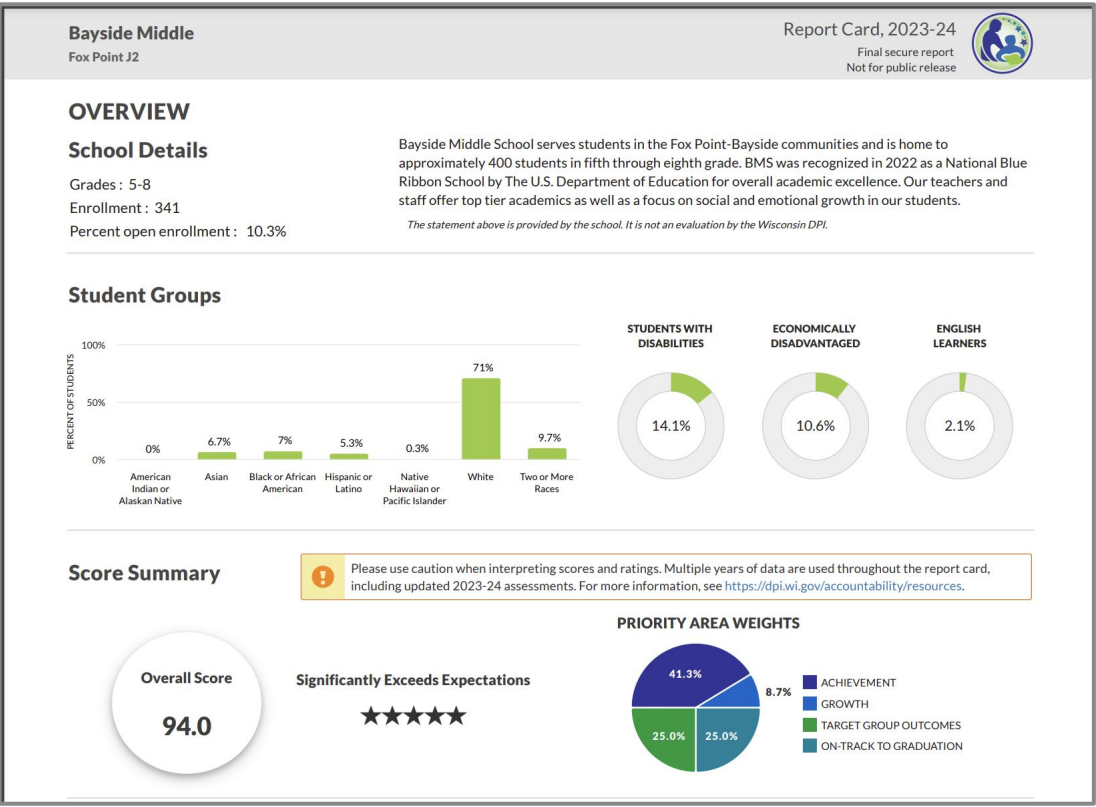 Bayside Middle
Fox Point J2
Report Card, 2023-24
Final secure report
Not for public release
OVERVIEW
School Details
Grades : 5-8
Enrollment : 341
Percent open enrollment : 10.3%
Bayside Middle School serves students in the Fox Point-Bayside communities and is home to
approximately 400 students in fifth through eighth grade. BMS was recognized in 2022 as a National Blue
Ribbon School by The U.S. Department of Education for overall academic excellence. Our teachers and
staff offer top tier academics as well as a focus on social and emotional growth in our students.
The statement above is provided by the school. It is not an evaluation by the Wisconsin DPI.
Student Groups
PERCENT OF STUDENTS
100%
50%
0%
0%
6.7%
7%
5.3%
0.3%
71%
9.7%
American
Indian or
Alaskan Native
Asian
Black or African
American
Hispanic or
Latino
Native
Hawaiian or
Pacific Islander
White
Two or More
Races
STUDENTS WITH
DISABILITIES
14.1%
ECONOMICALLY
DISADVANTAGED
10.6%
ENGLISH
LEARNERS
2.1%
Score Summary
Please use caution when interpreting scores and ratings. Multiple years of data are used throughout the report card,
including updated 2023-24 assessments. For more information, see https://dpi.wi.gov/accountability/resources.
Overall Score
94.0
Significantly Exceeds Expectations
PRIORITY AREA WEIGHTS
41.3%
8.7%
25.0%
25.0%
ACHIEVEMENT
GROWTH
TARGET GROUP OUTCOMES
ON-TRACK TO GRADUATION